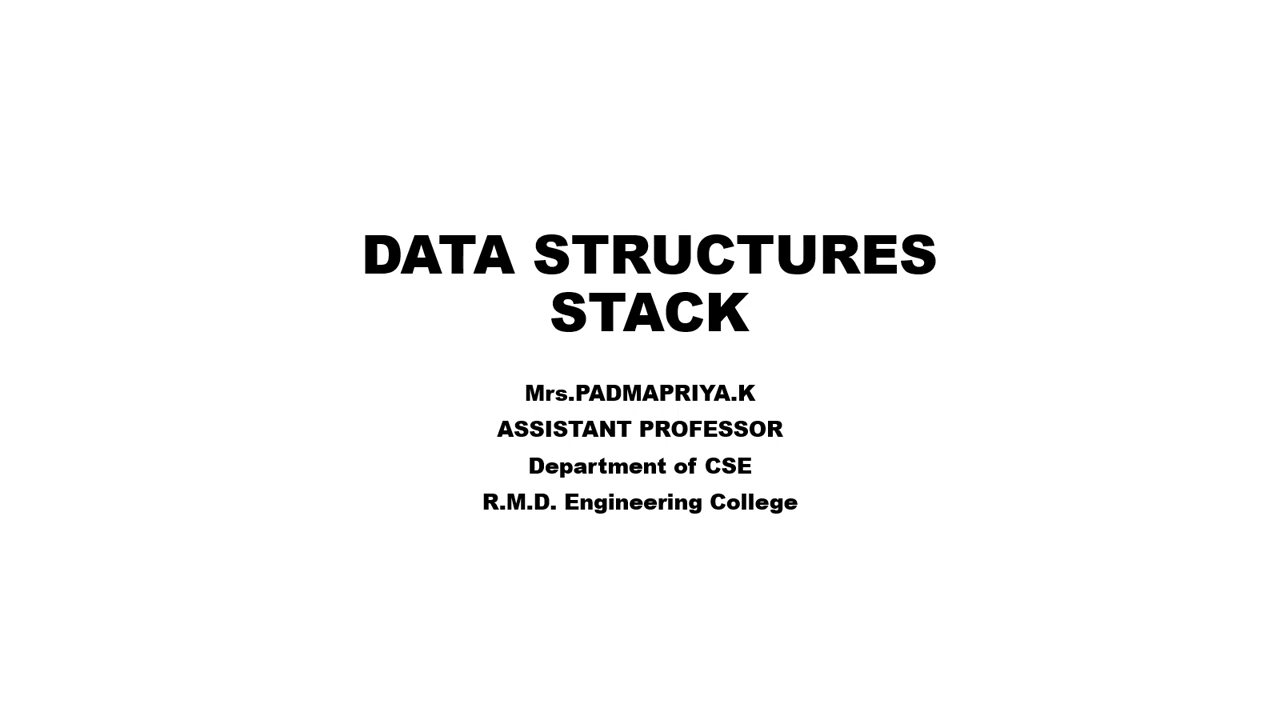 DATA STRUCTURES
STACK
Mrs.PADMAPRIYA.K
ASSISTANT PROFESSOR
Department of CSE
R.M.D. Engineering College